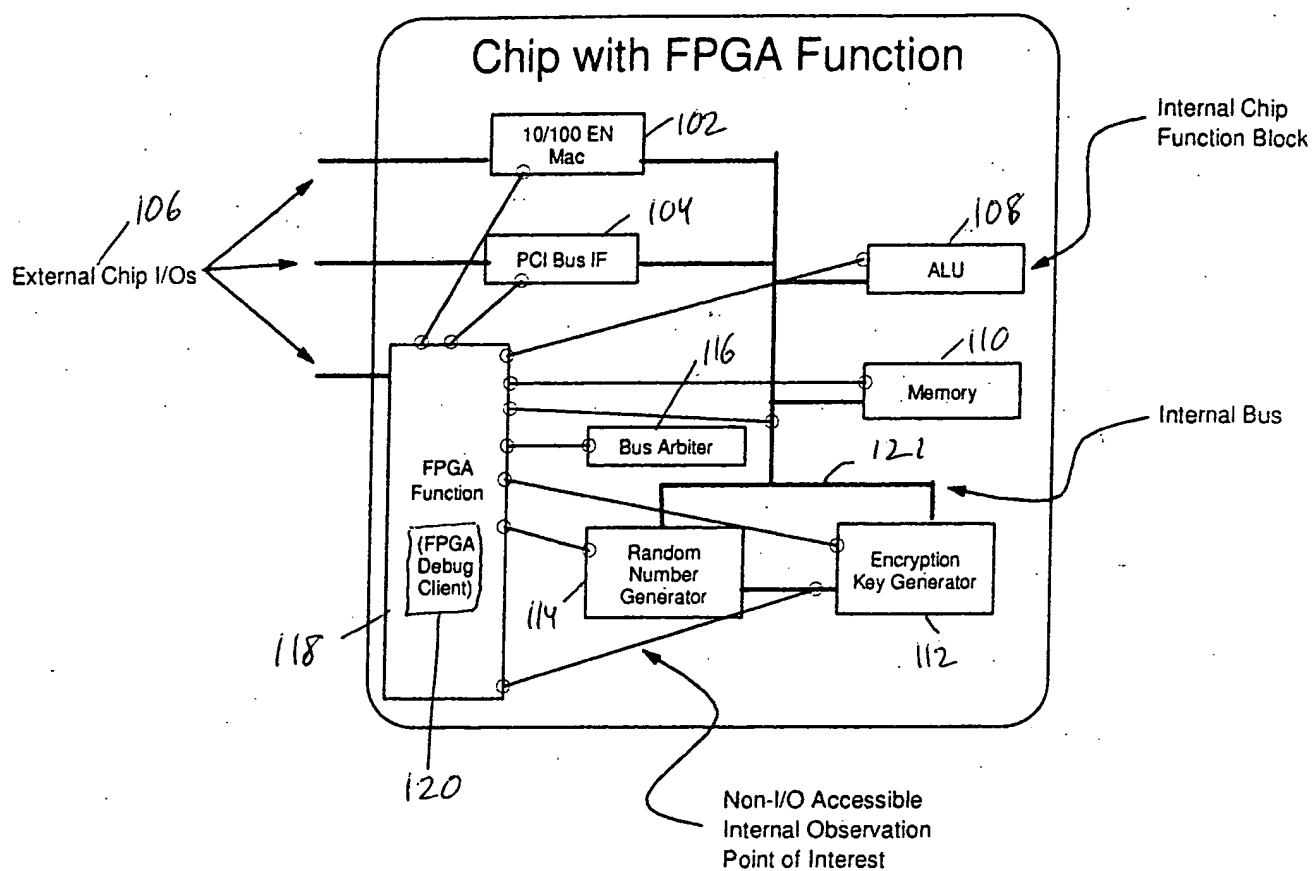 Chip with FPGA Function
10/100 EN
Mac
102
Internal Chip
Function Block
106
External Chip I/Os
104
PCI Bus IF
108
ALU
116
110
Memory
Bus Arbiter
Internal Bus
FPGA
Function
122
(FPGA
Debug
Client)
Random
Number
Generator
Encryption
Key Generator
114
118
112
120
Non-I/O Accessible
Internal Observation
Point of Interest